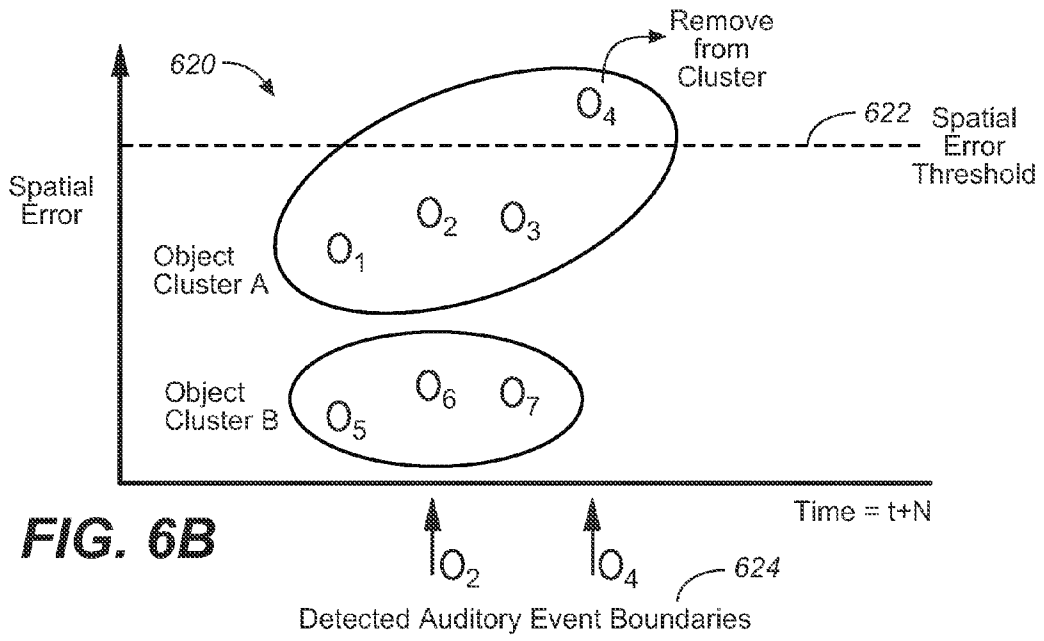 Remove
from
Cluster
620
O4
622
Spatial
Error
Threshold
Spatial
Error
O2
O3
O1
Object
Cluster A
Object
Cluster B
O6
O7
O5
Time = t+N
FIG. 6B
O2
O4
624
Detected Auditory Event Boundaries